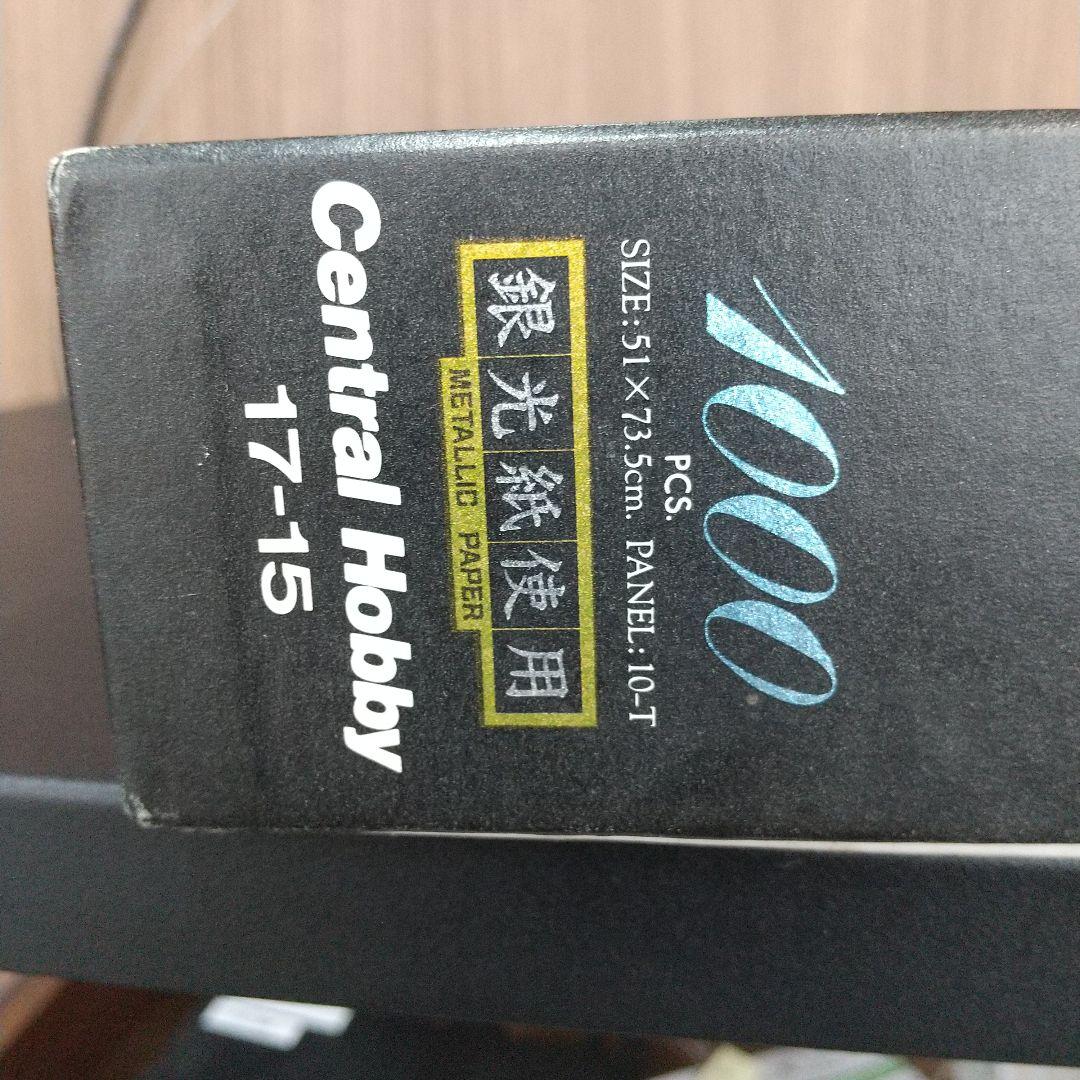 1000
PCS.
SIZE:51×73.5cm. PANEL:10-T
銀光紙使用
METALLIC PAPER
Central Hobby
17-15